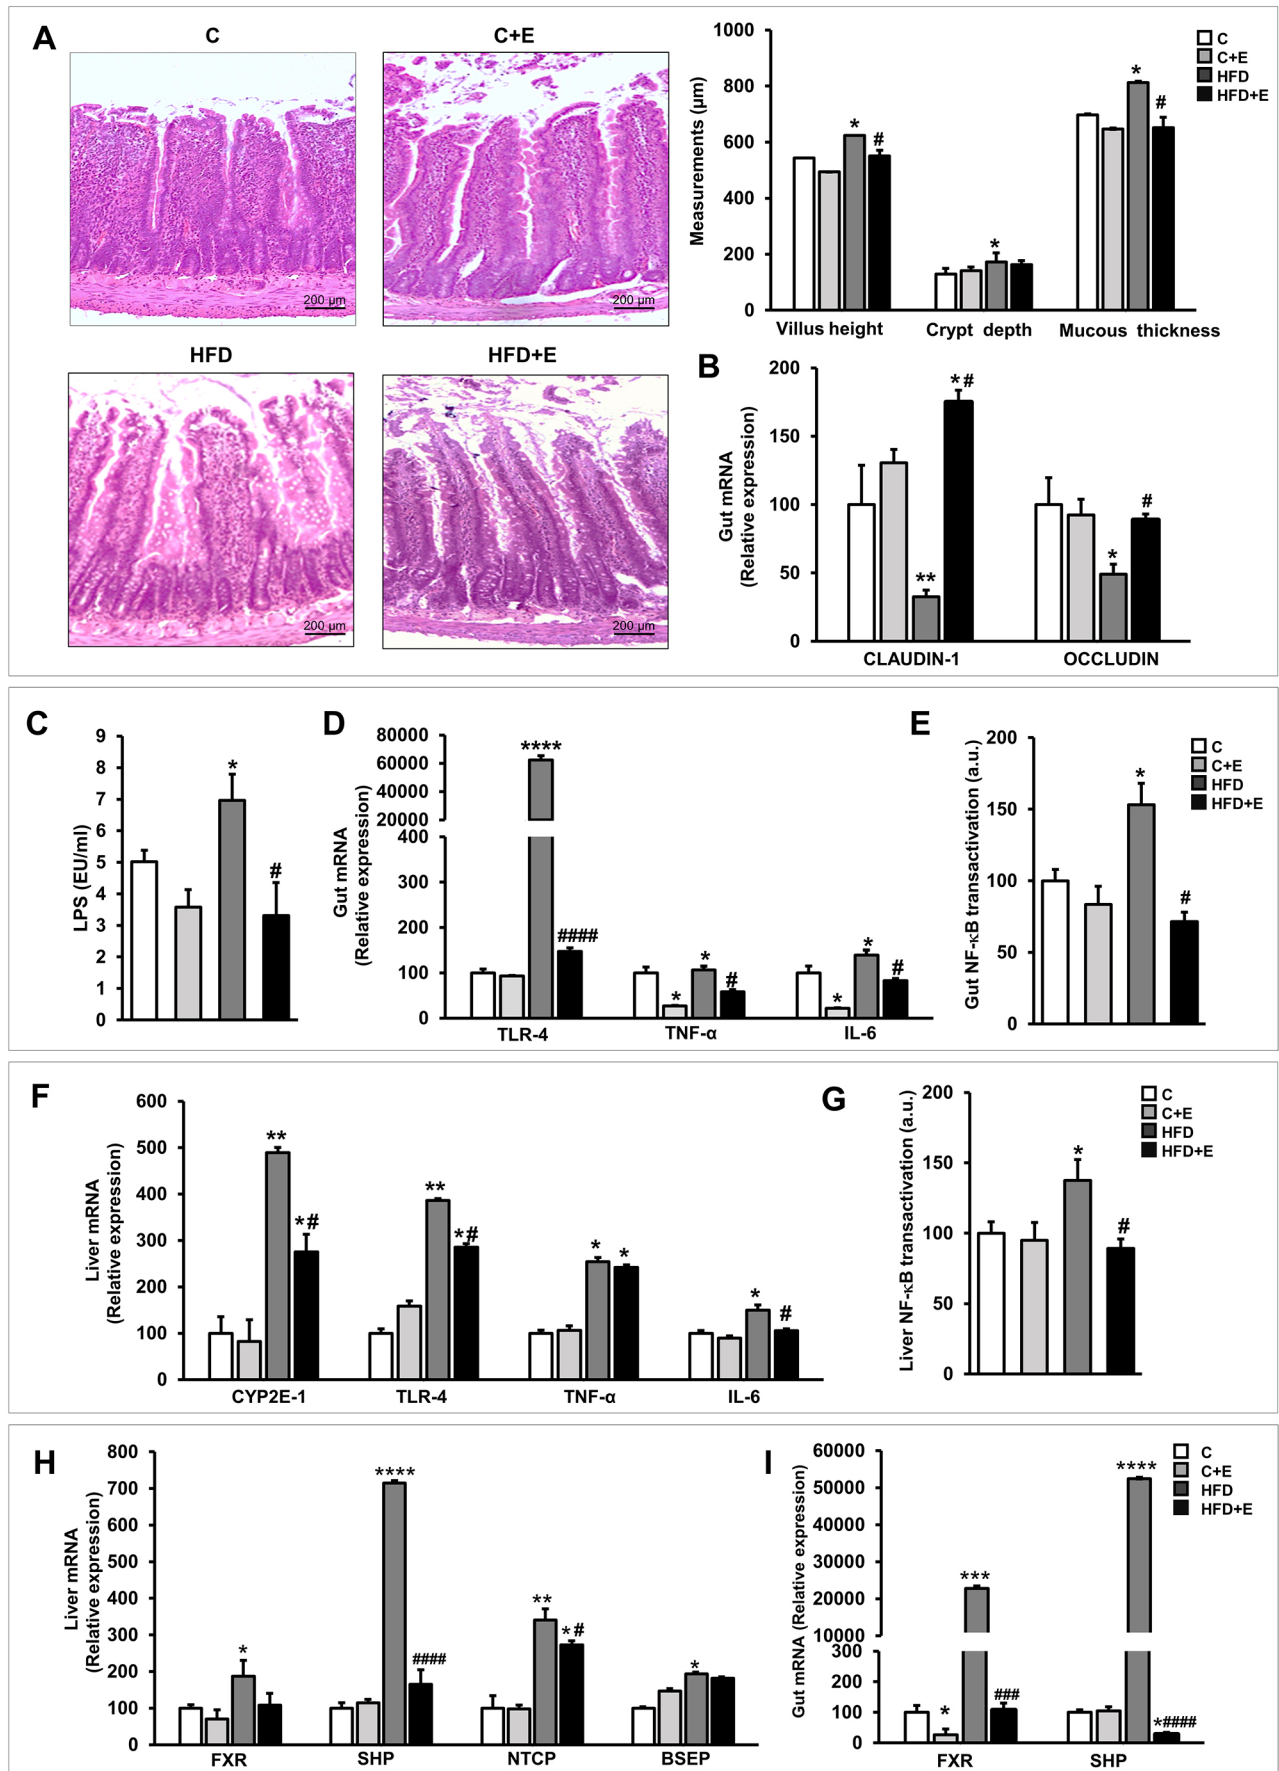 A
C
C+E
200 µm
200 µm
HFD
HFD+E
200 µm
200 µm
Measurements (µm)
1000
800
600
400
200
0
*
#
*
*
#
Villus height
Crypt depth
Mucous thickness
C
C+E
HFD
HFD+E
B
Gut mRNA
(Relative expression)
200
150
100
50
0
**
*#
*
#
CLAUDIN-1
OCCLUDIN
C
LPS (EU/ml)
9
8
7
6
5
4
3
2
1
0
*
#
D
Gut mRNA
(Relative expression)
80000
60000
40000
20000
400
300
200
100
0
****
####
*
*
#
*
*
#
TLR-4
TNF-α
IL-6
E
Gut NF-κB transactivation (a.u.)
200
150
100
50
0
*
#
C
C+E
HFD
HFD+E
F
Liver mRNA
(Relative expression)
600
500
400
300
200
100
0
**
*#
**
*#
*
*
*
#
CYP2E-1
TLR-4
TNF-α
IL-6
G
Liver NF-κB transactivation (a.u.)
200
150
100
50
0
*
#
C
C+E
HFD
HFD+E
H
Liver mRNA
(Relative expression)
800
700
600
500
400
300
200
100
0
*
****
####
**
*#
*
FXR
SHP
NTCP
BSEP
I
Gut mRNA (Relative expression)
60000
50000
40000
30000
20000
10000
300
200
100
0
*
***
###
****
*####
FXR
SHP
C
C+E
HFD
HFD+E